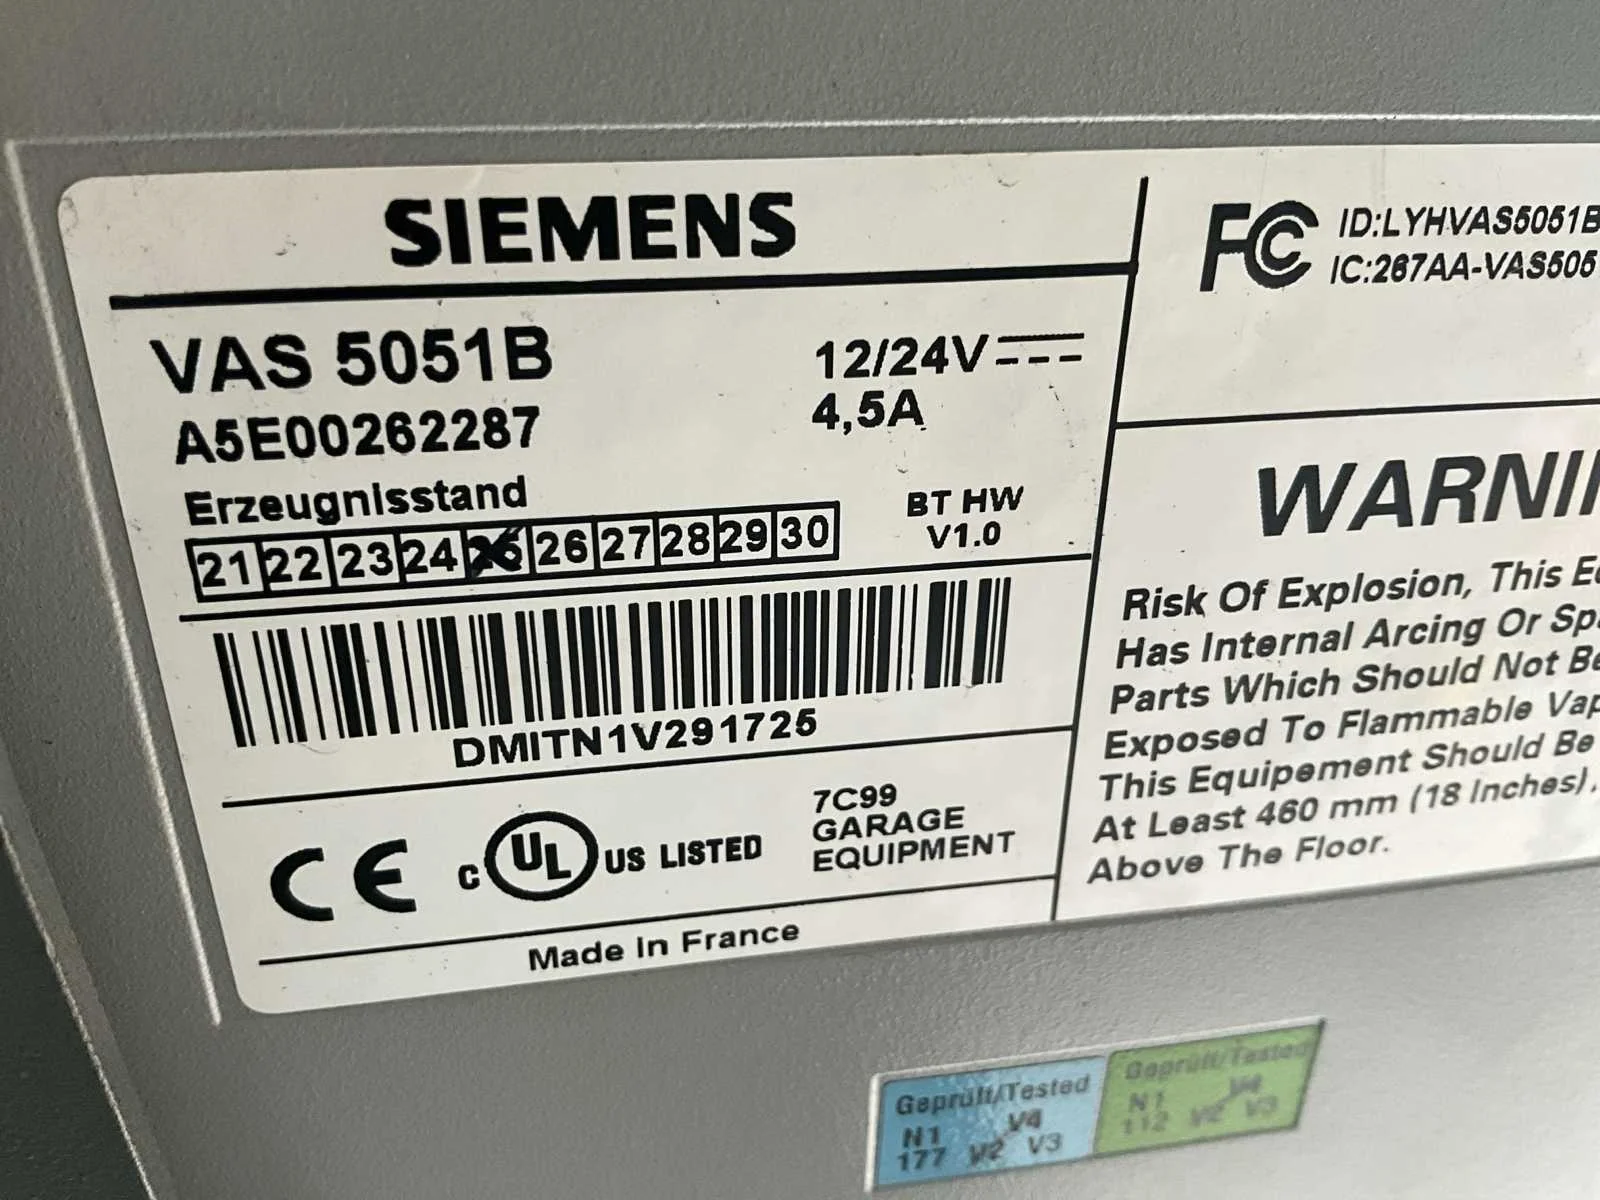 SIEMENS
VAS 5051B
12/24V
A5E00262287
4,5A
Erzeugnisstand
BT HW
V1.0
21 22 23 24 25 26 27 28 29 30
DMITN1V291725
CE
C UL US LISTED
7C99
GARAGE
EQUIPMENT
Made In France
FC ID:LYHVAS5051B
IC:267AA-VAS505
WARNIN
Risk Of Explosion, This Eq
Has Internal Arcing Or Spa
Parts Which Should Not Be
Exposed To Flammable Vap
This Equipement Should Be
At Least 460 mm (18 Inches),
Above The Floor.
Geprüft/Tested
N1 V4
177 V2 V3
Geprüft/Tested
N1 V4
112 V2 V3